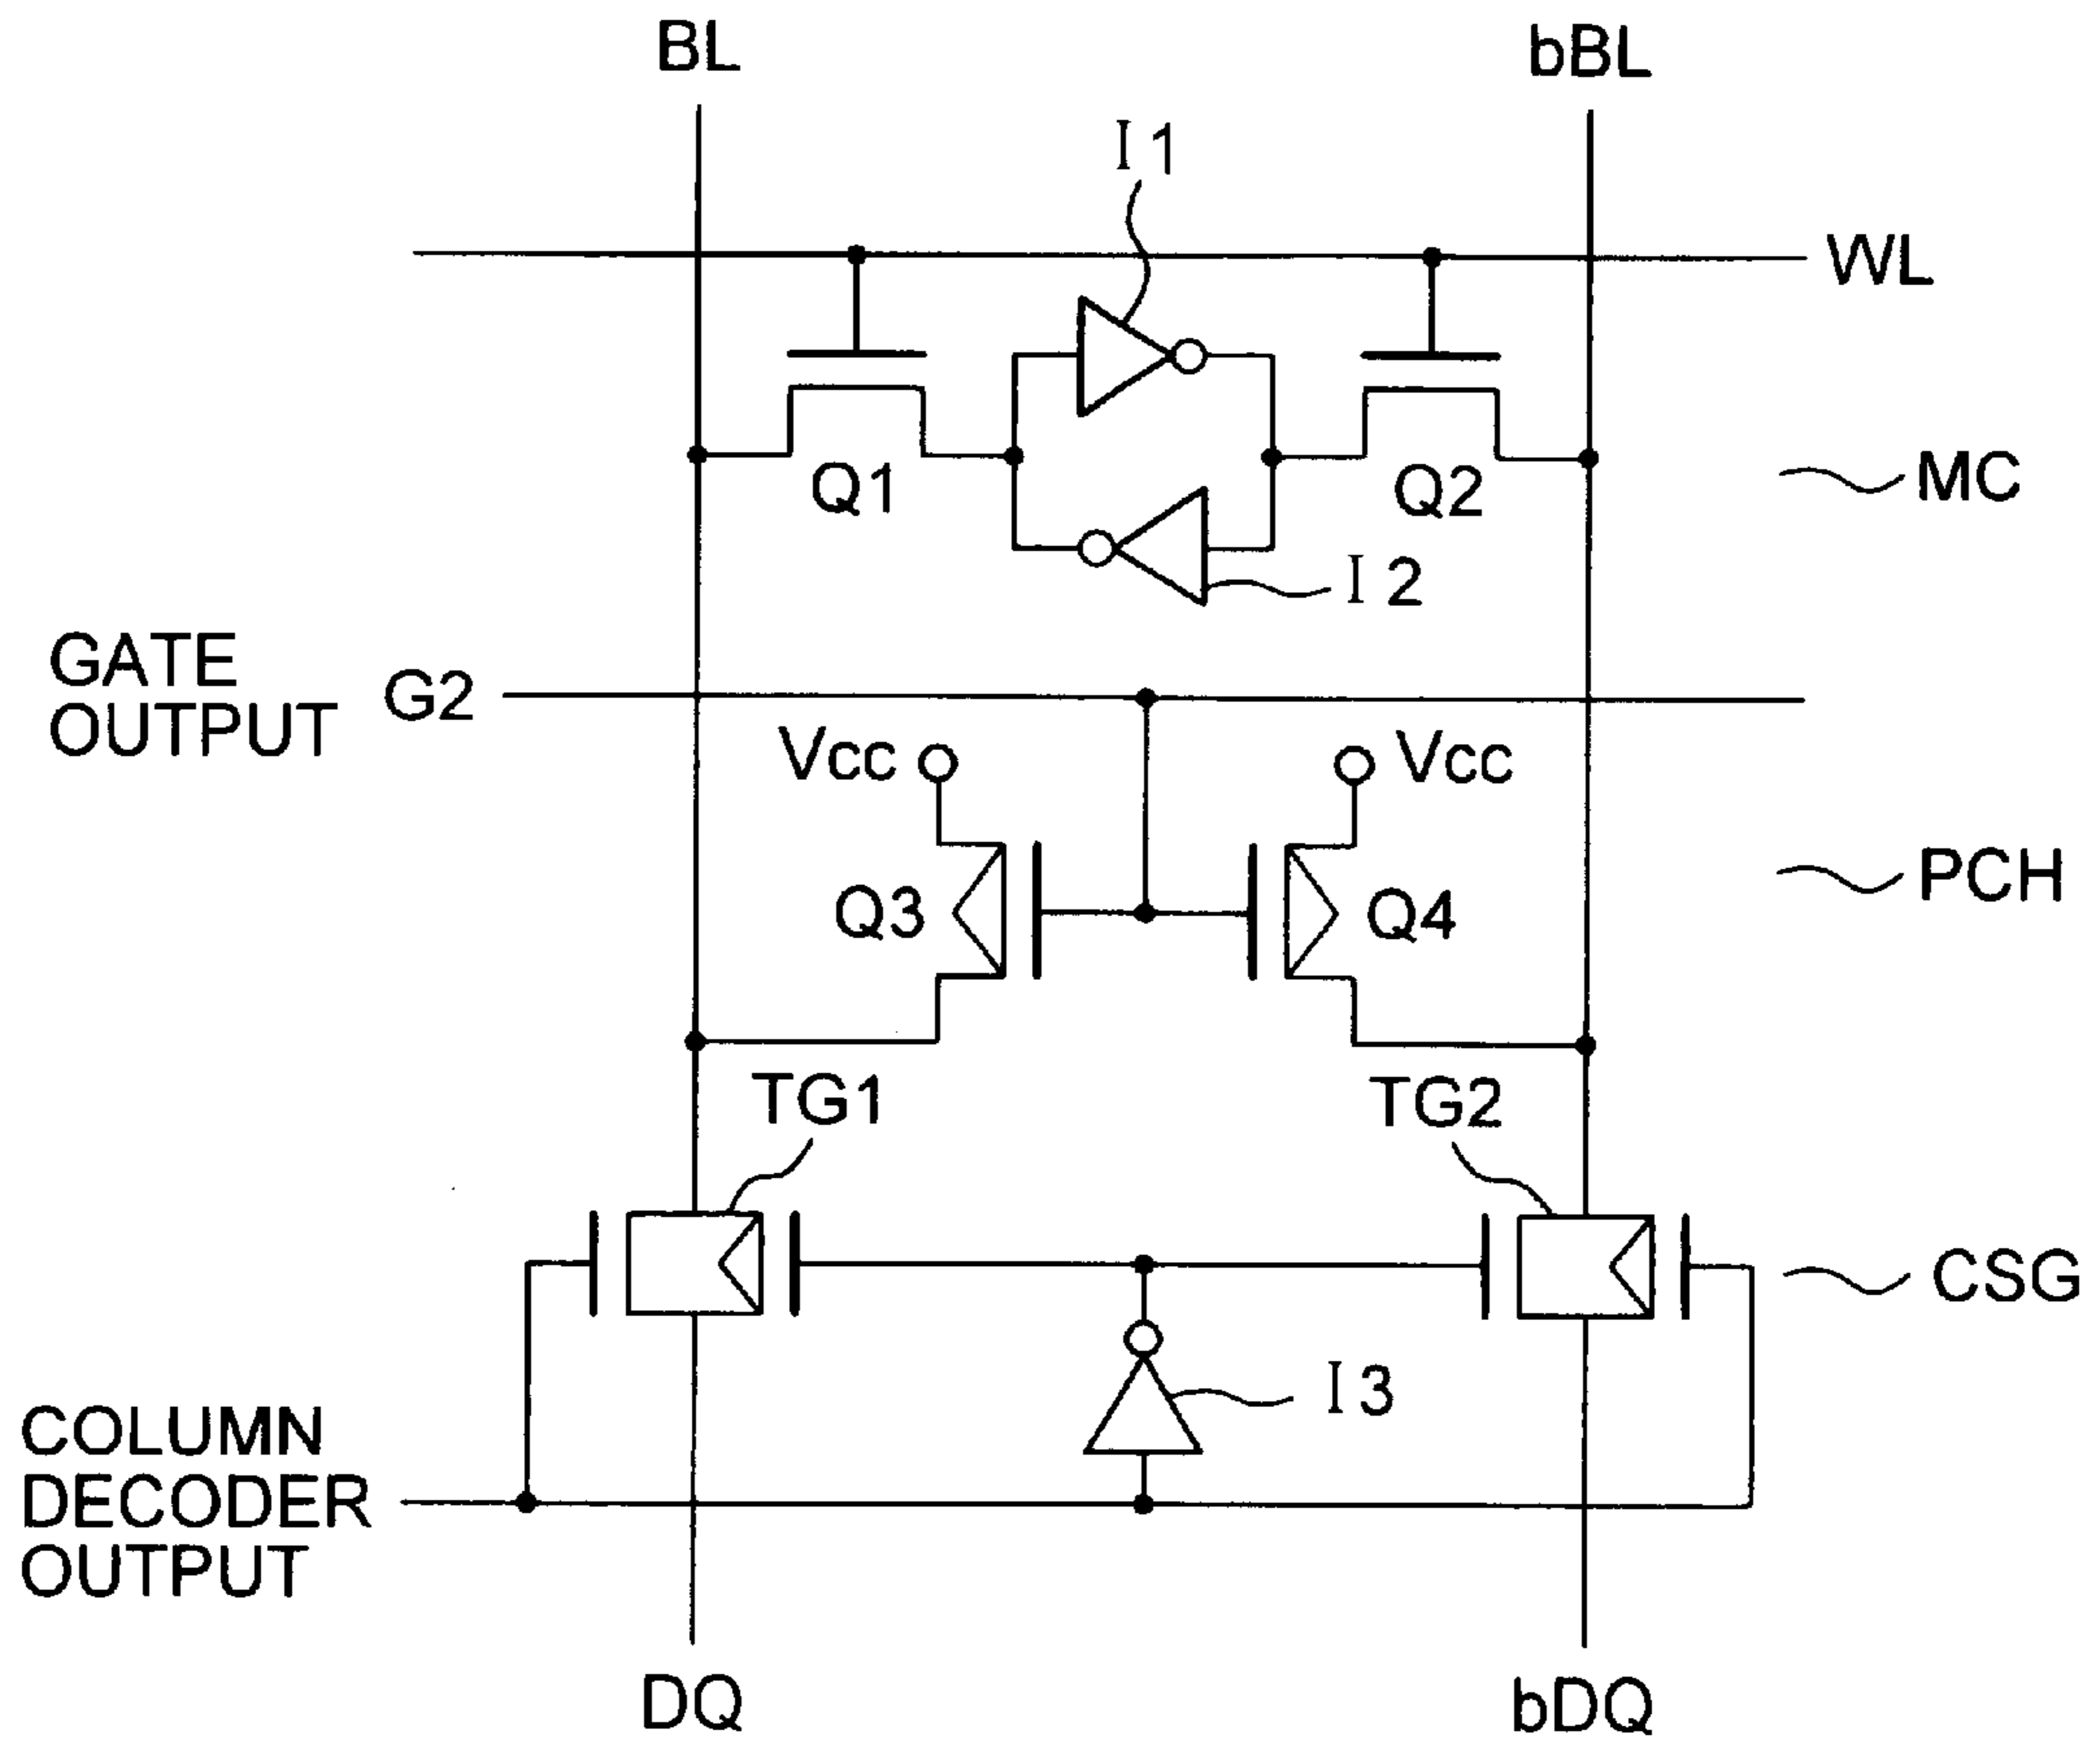 BL
bBL
I1
WL
Q1
Q2
MC
I2
GATE
OUTPUT
G2
Vcc
Vcc
Q3
Q4
PCH
TG1
TG2
CSG
I3
COLUMN
DECODER
OUTPUT
DQ
bDQ